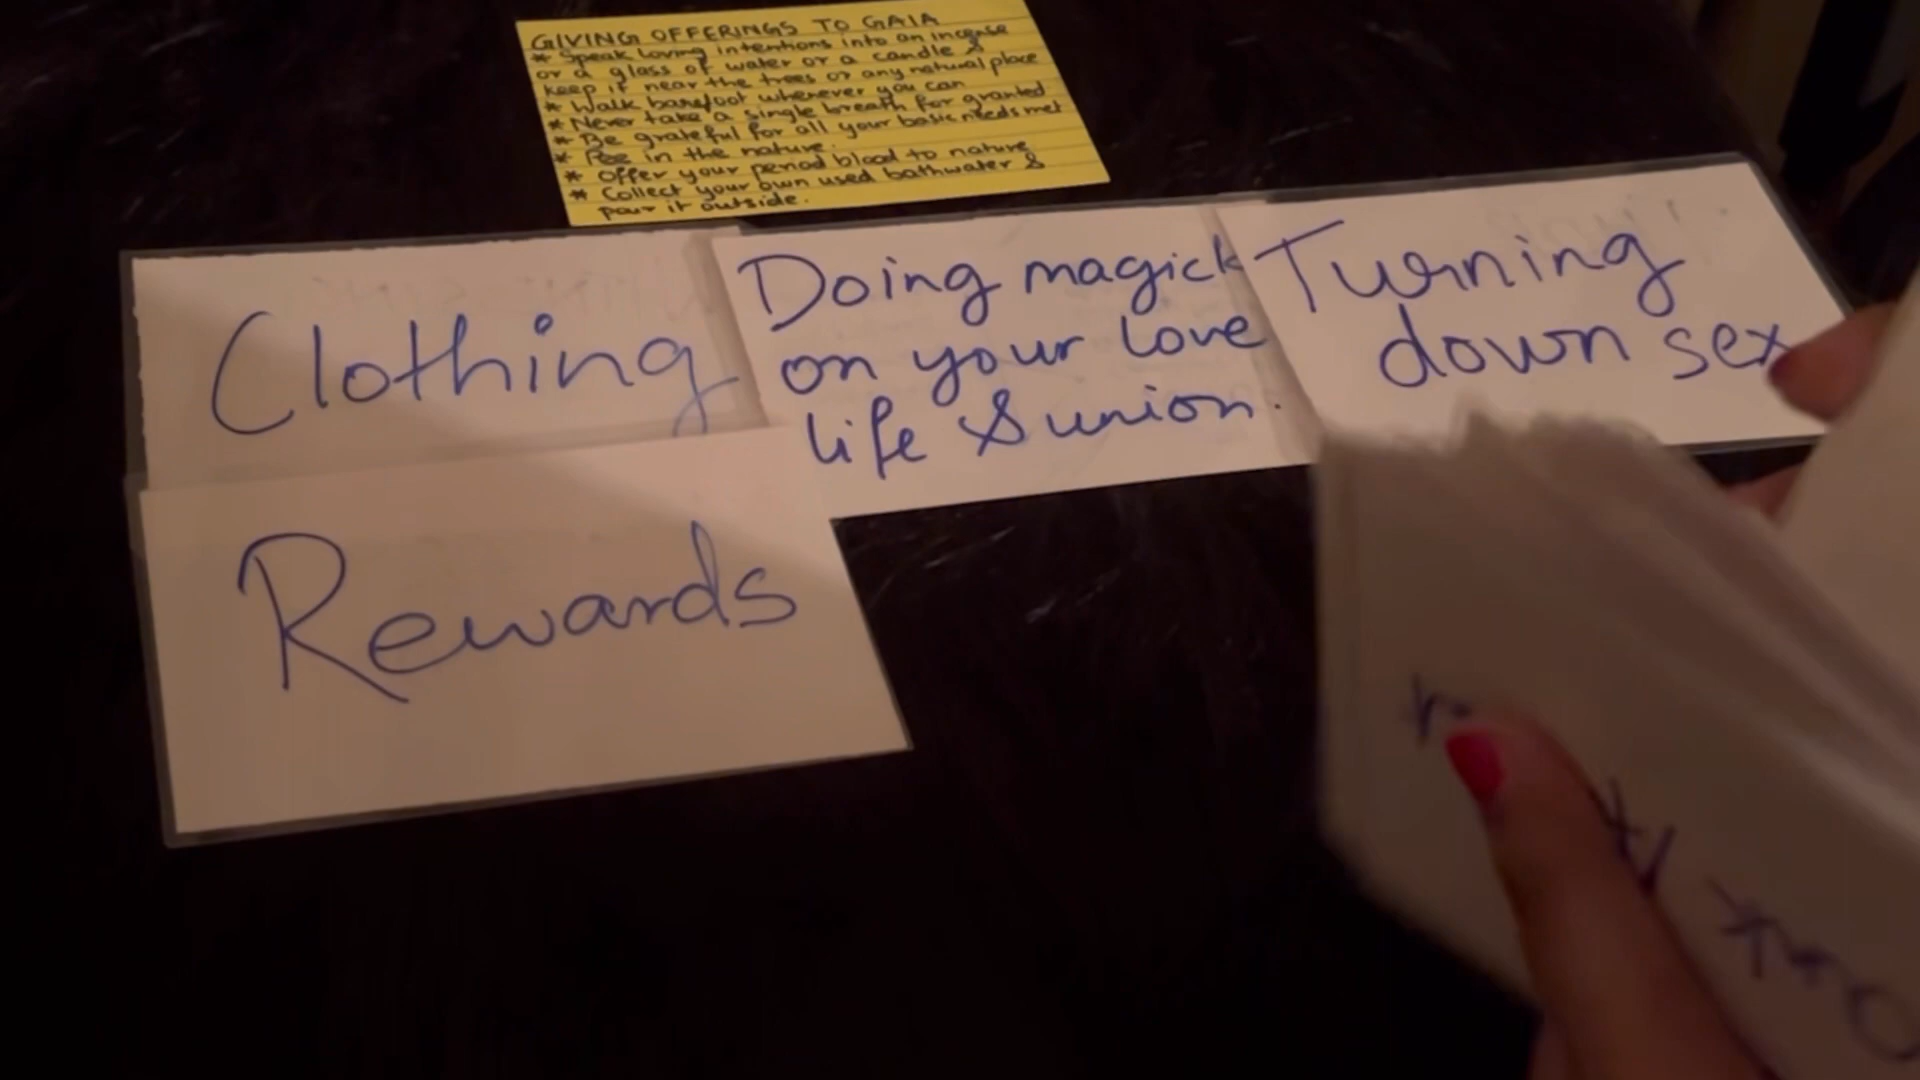 GIVING OFFERINGS TO GAIA
* Speak loving intentions into an incense
or a glass of water or a candle &
keep it near the trees or any natural place
* Walk barefoot wherever you can
* Never take a single breath for granted
* Be grateful for all your basic needs met
* Pee in the nature.
* Offer your period blood to nature
* Collect your own used bathwater &
pour it outside.
Clothing
Doing magick
on your love
life & union.
Turning
down sex
Rewards